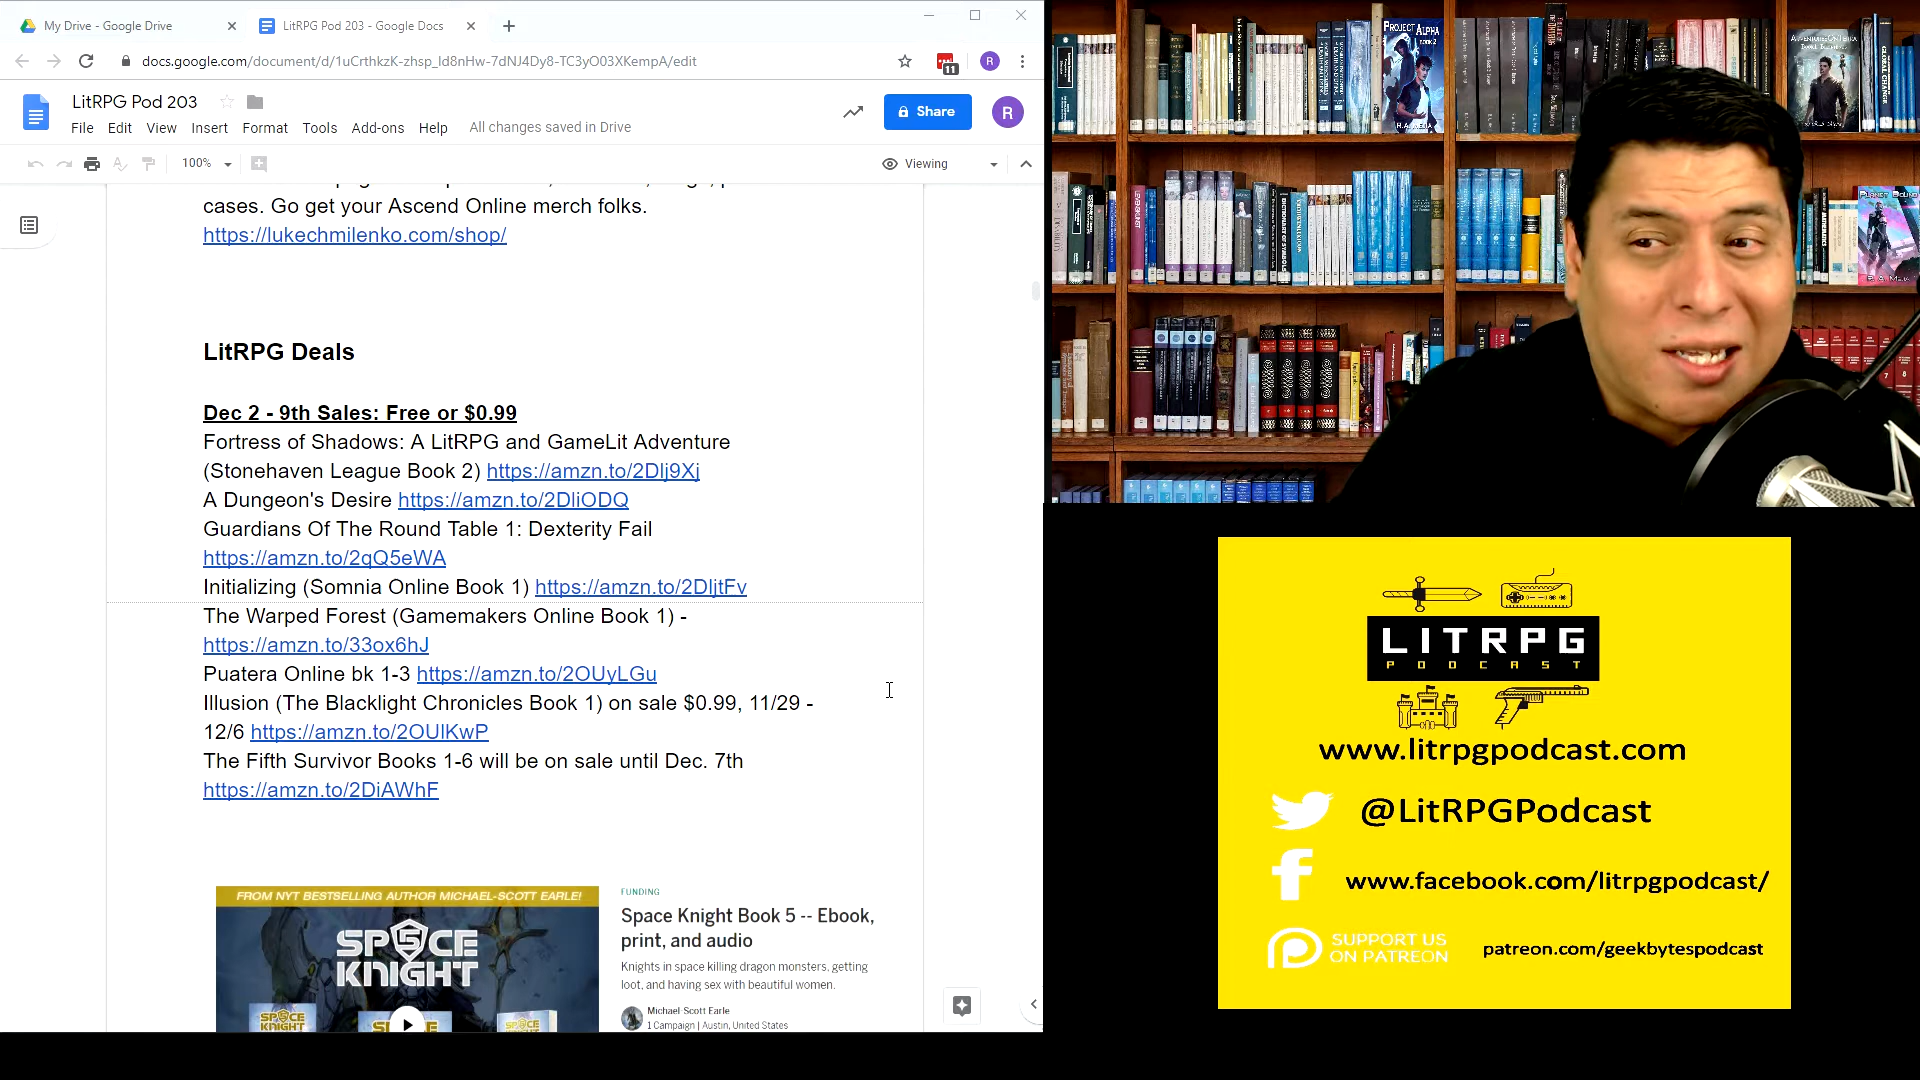 My Drive - Google Drive
LitRPG Pod 203 - Google Docs
docs.google.com/document/d/1uCrthkzK-zhsp_Id8nHw-7dNJ4Dy8-TC3yO03XKempA/edit
11
R
LitRPG Pod 203
File Edit View Insert Format Tools Add-ons Help All changes saved in Drive
Share
R
100%
Viewing
cases. Go get your Ascend Online merch folks.
https://lukechmilenko.com/shop/
LitRPG Deals
Dec 2 - 9th Sales: Free or $0.99
Fortress of Shadows: A LitRPG and GameLit Adventure
(Stonehaven League Book 2) https://amzn.to/2Dlj9Xj
A Dungeon's Desire https://amzn.to/2DliODQ
Guardians Of The Round Table 1: Dexterity Fail
https://amzn.to/2qQ5eWA
Initializing (Somnia Online Book 1) https://amzn.to/2DljtFv
The Warped Forest (Gamemakers Online Book 1) -
https://amzn.to/33ox6hJ
Puatera Online bk 1-3 https://amzn.to/2OUyLGu
Illusion (The Blacklight Chronicles Book 1) on sale $0.99, 11/29 -
12/6 https://amzn.to/2OUlKwP
The Fifth Survivor Books 1-6 will be on sale until Dec. 7th
https://amzn.to/2DiAWhF
FROM NYT BESTSELLING AUTHOR MICHAEL-SCOTT EARLE!
SPACE
KNIGHT
5
SPACE
KNIGHT
FUNDING
Space Knight Book 5 -- Ebook,
print, and audio
Knights in space killing dragon monsters, getting
loot, and having sex with beautiful women.
Michael-Scott Earle
1 Campaign | Austin, United States
PROJECT ALPHA
BOOK 2
LITRPG
PODCAST
www.litrpgpodcast.com
@LitRPGPodcast
www.facebook.com/litrpgpodcast/
SUPPORT US
ON PATREON
patreon.com/geekbytespodcast